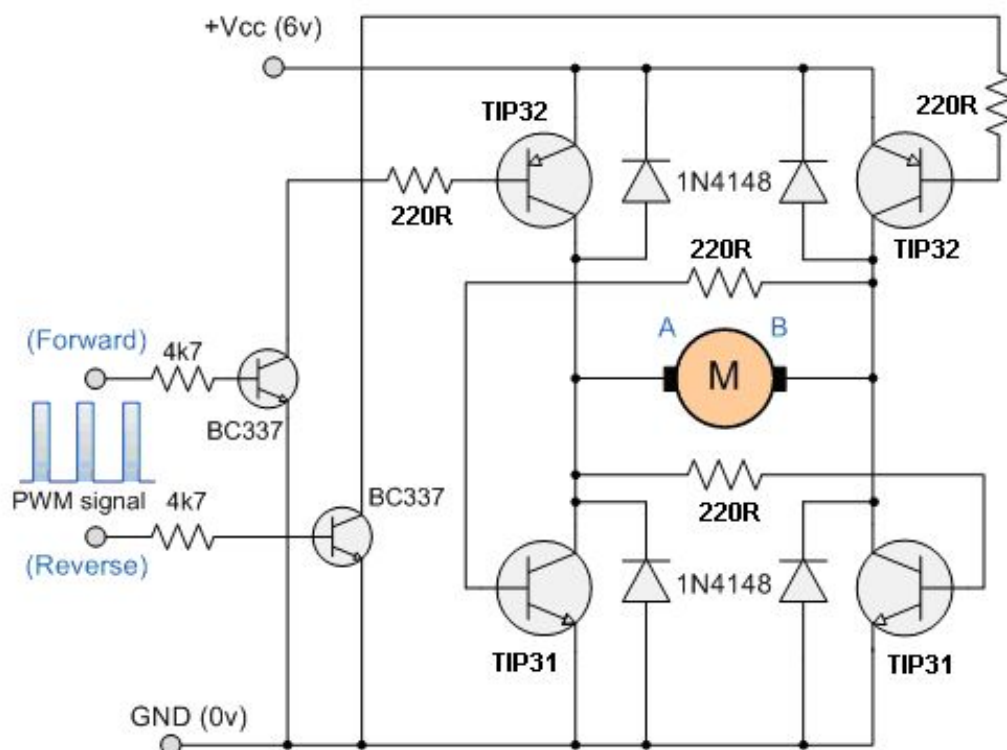 +Vcc (6v)
TIP32
220R
1N4148
220R
TIP32
220R
(Forward)
4k7
A
B
M
BC337
PWM signal
4k7
BC337
220R
(Reverse)
1N4148
TIP31
TIP31
GND (0v)